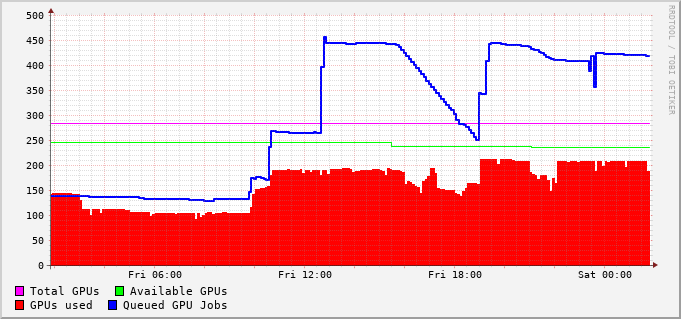 500
450
400
350
300
250
200
150
100
50
0
Fri 06:00 Fri 12:00 Fri 18:00 Sat 00:00
Total GPUs Available GPUs
GPUs used Queued GPU Jobs
RRDTOOL / TOBI OETIKER